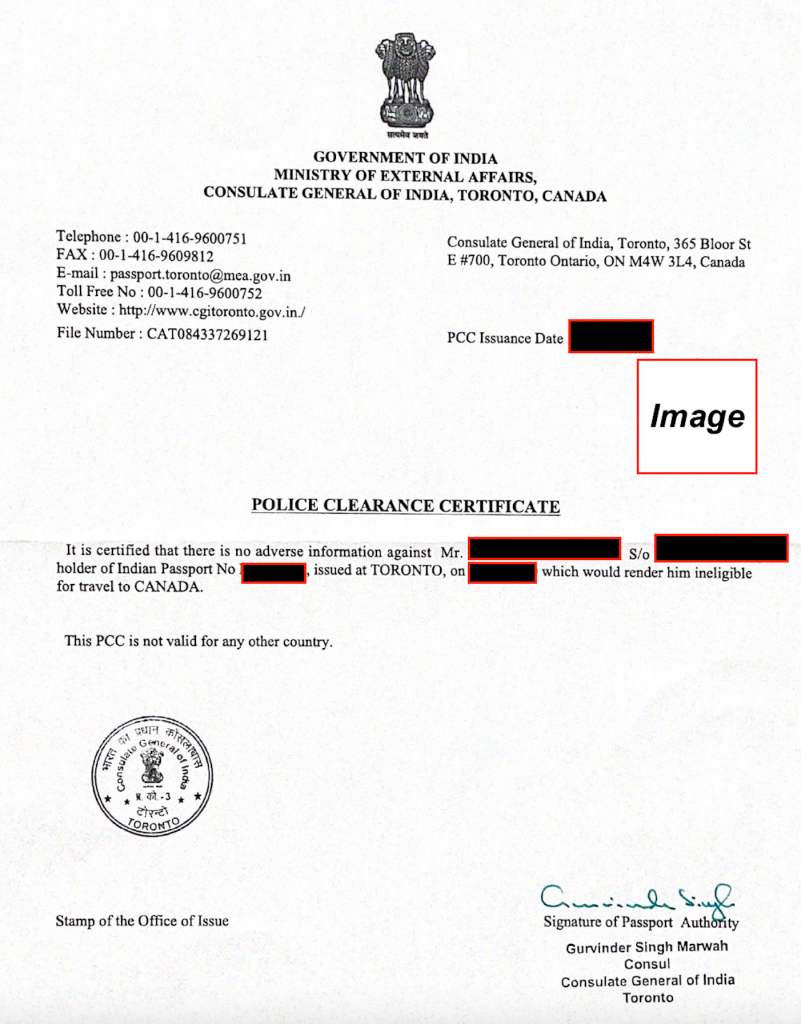 सत्यमेव जयते
GOVERNMENT OF INDIA
MINISTRY OF EXTERNAL AFFAIRS,
CONSULATE GENERAL OF INDIA, TORONTO, CANADA
Telephone : 00-1-416-9600751
FAX : 00-1-416-9609812
E-mail : passport.toronto@mea.gov.in
Toll Free No : 00-1-416-9600752
Website : http://www.cgitoronto.gov.in./
File Number : CAT084337269121
Consulate General of India, Toronto, 365 Bloor St
E #700, Toronto Ontario, ON M4W 3L4, Canada
PCC Issuance Date
Image
POLICE CLEARANCE CERTIFICATE
It is certified that there is no adverse information against Mr. S/o
holder of Indian Passport No , issued at TORONTO, on which would render him ineligible
for travel to CANADA.
This PCC is not valid for any other country.
भारत का प्रधान कोंसलावास
Consulate General of India
प्र. को. -3
टोरन्टो
TORONTO
Stamp of the Office of Issue
Gurvinder Singh
Signature of Passport Authority
Gurvinder Singh Marwah
Consul
Consulate General of India
Toronto